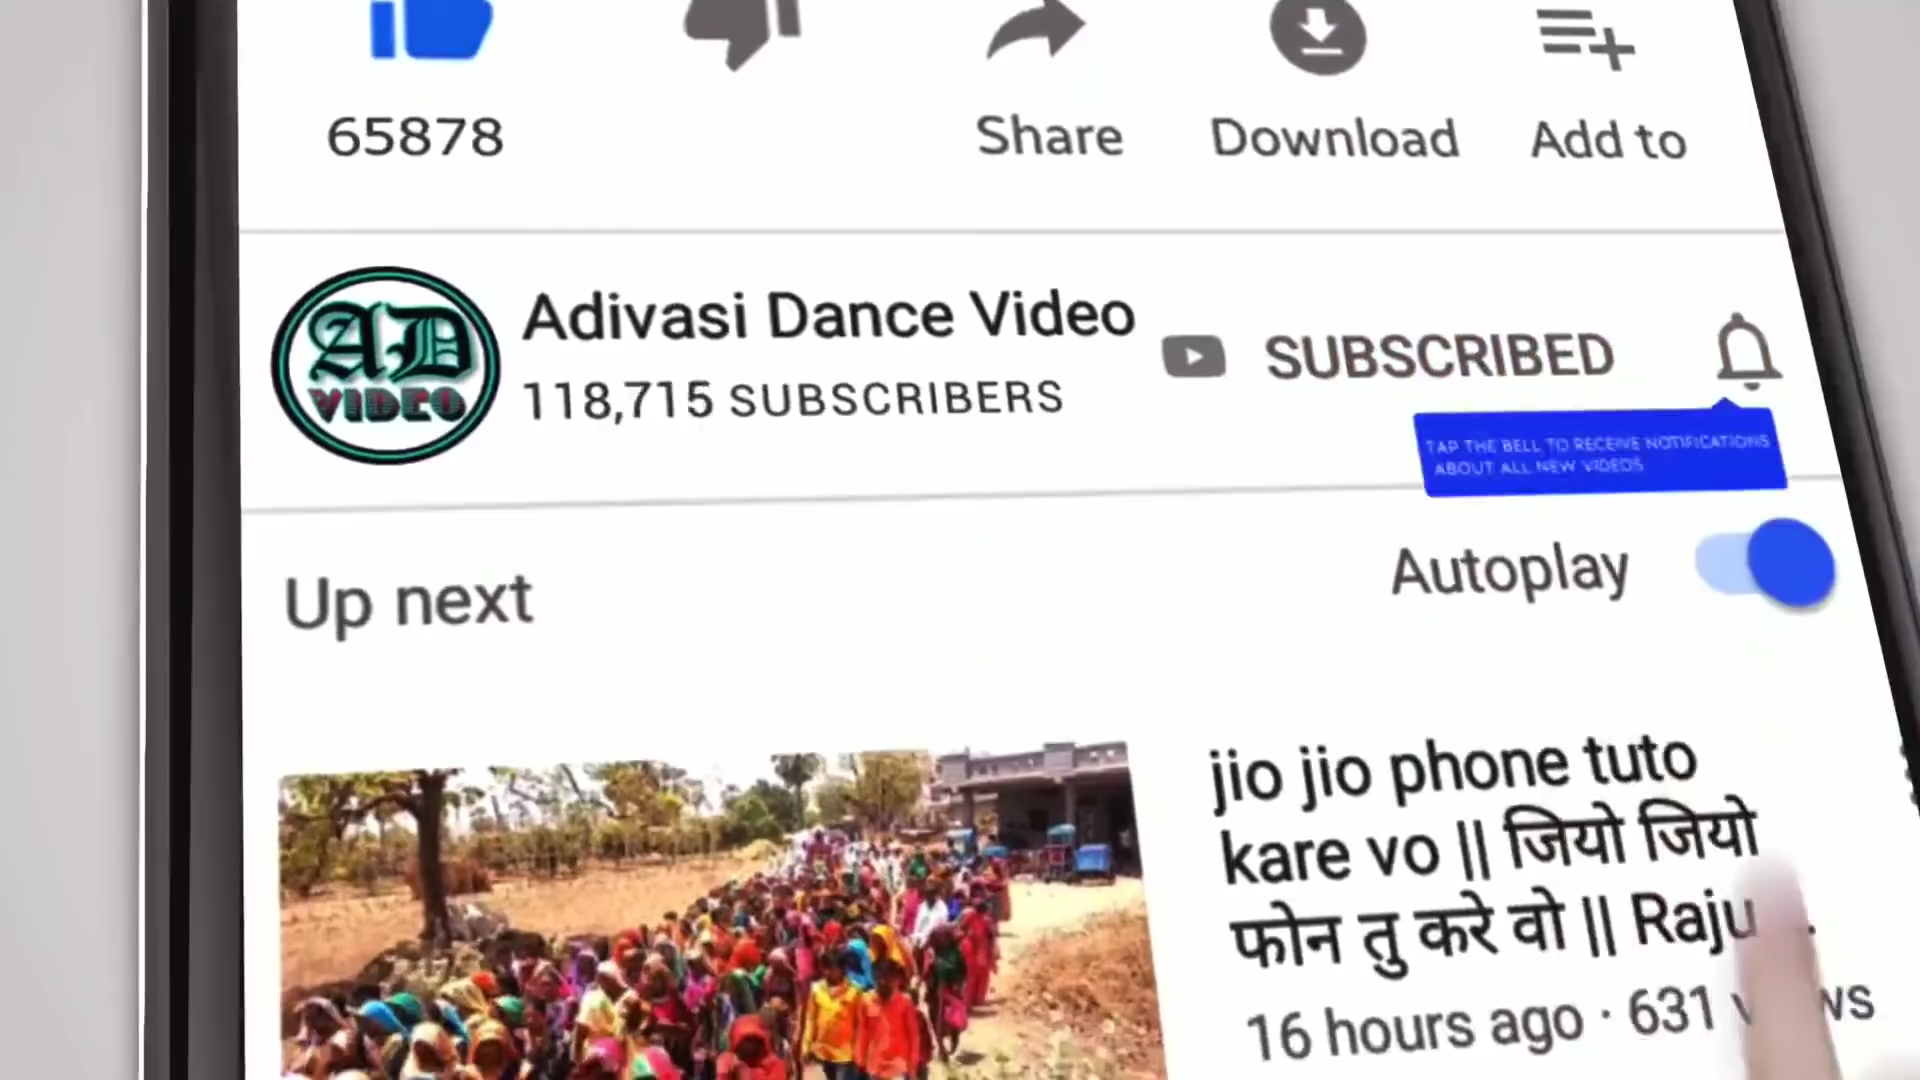 65878
Share
Download
Add to
AD
VIDEO
Adivasi Dance Video
118,715 SUBSCRIBERS
SUBSCRIBED
TAP THE BELL TO RECEIVE NOTIFICATIONS
ABOUT ALL NEW VIDEOS
Up next
Autoplay
jio jio phone tuto
kare vo || जियो जियो
फोन तु करे वो || Raju
16 hours ago · 631